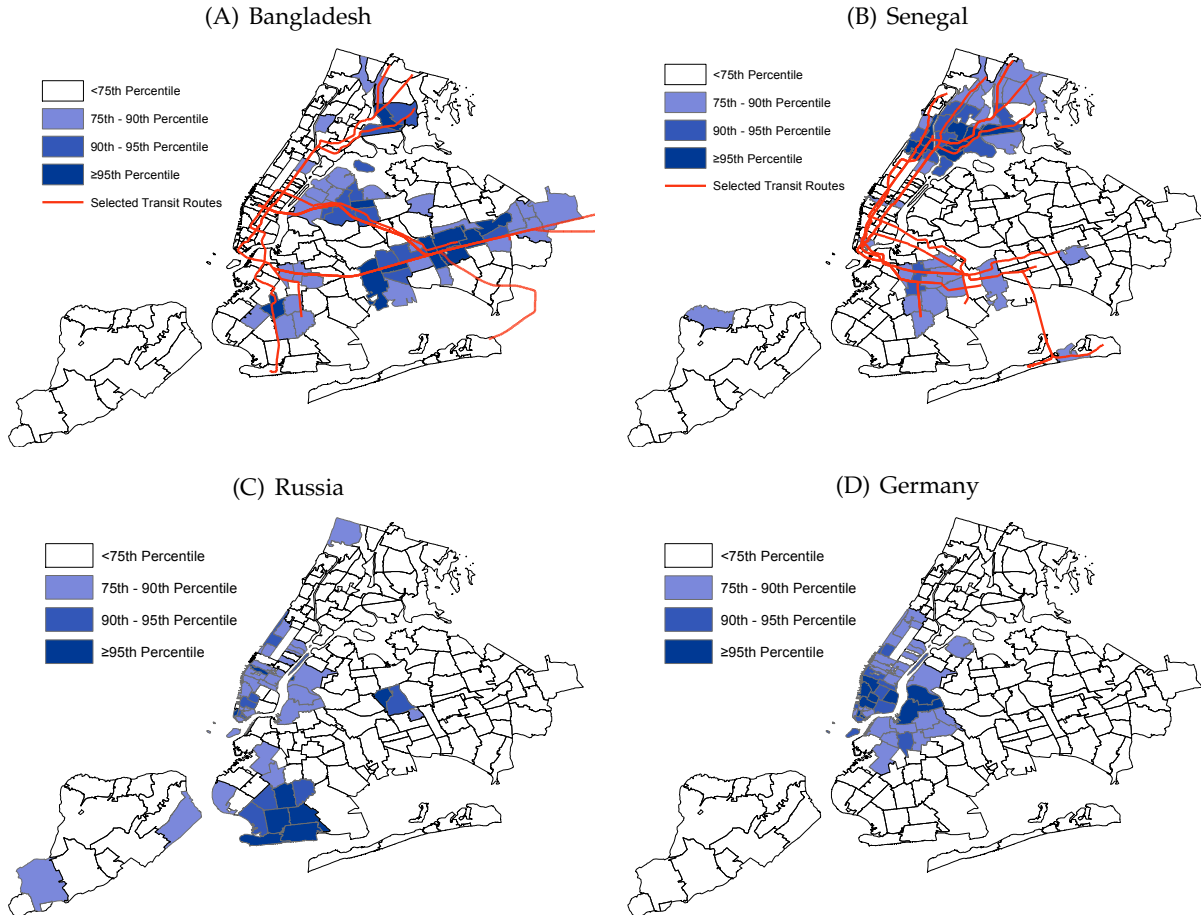 (A) Bangladesh
<75th Percentile
75th - 90th Percentile
90th - 95th Percentile
≥95th Percentile
Selected Transit Routes
(B) Senegal
<75th Percentile
75th - 90th Percentile
90th - 95th Percentile
≥95th Percentile
Selected Transit Routes
(C) Russia
<75th Percentile
75th - 90th Percentile
90th - 95th Percentile
≥95th Percentile
(D) Germany
<75th Percentile
75th - 90th Percentile
90th - 95th Percentile
≥95th Percentile